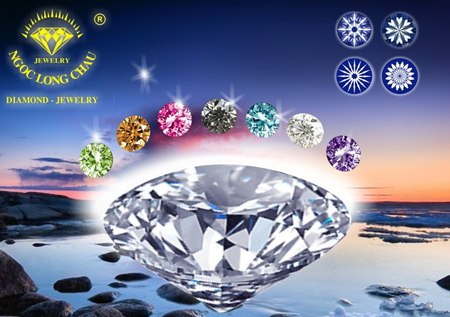 ®
JEWELRY
NGOC LONG CHAU
DIAMOND - JEWELRY